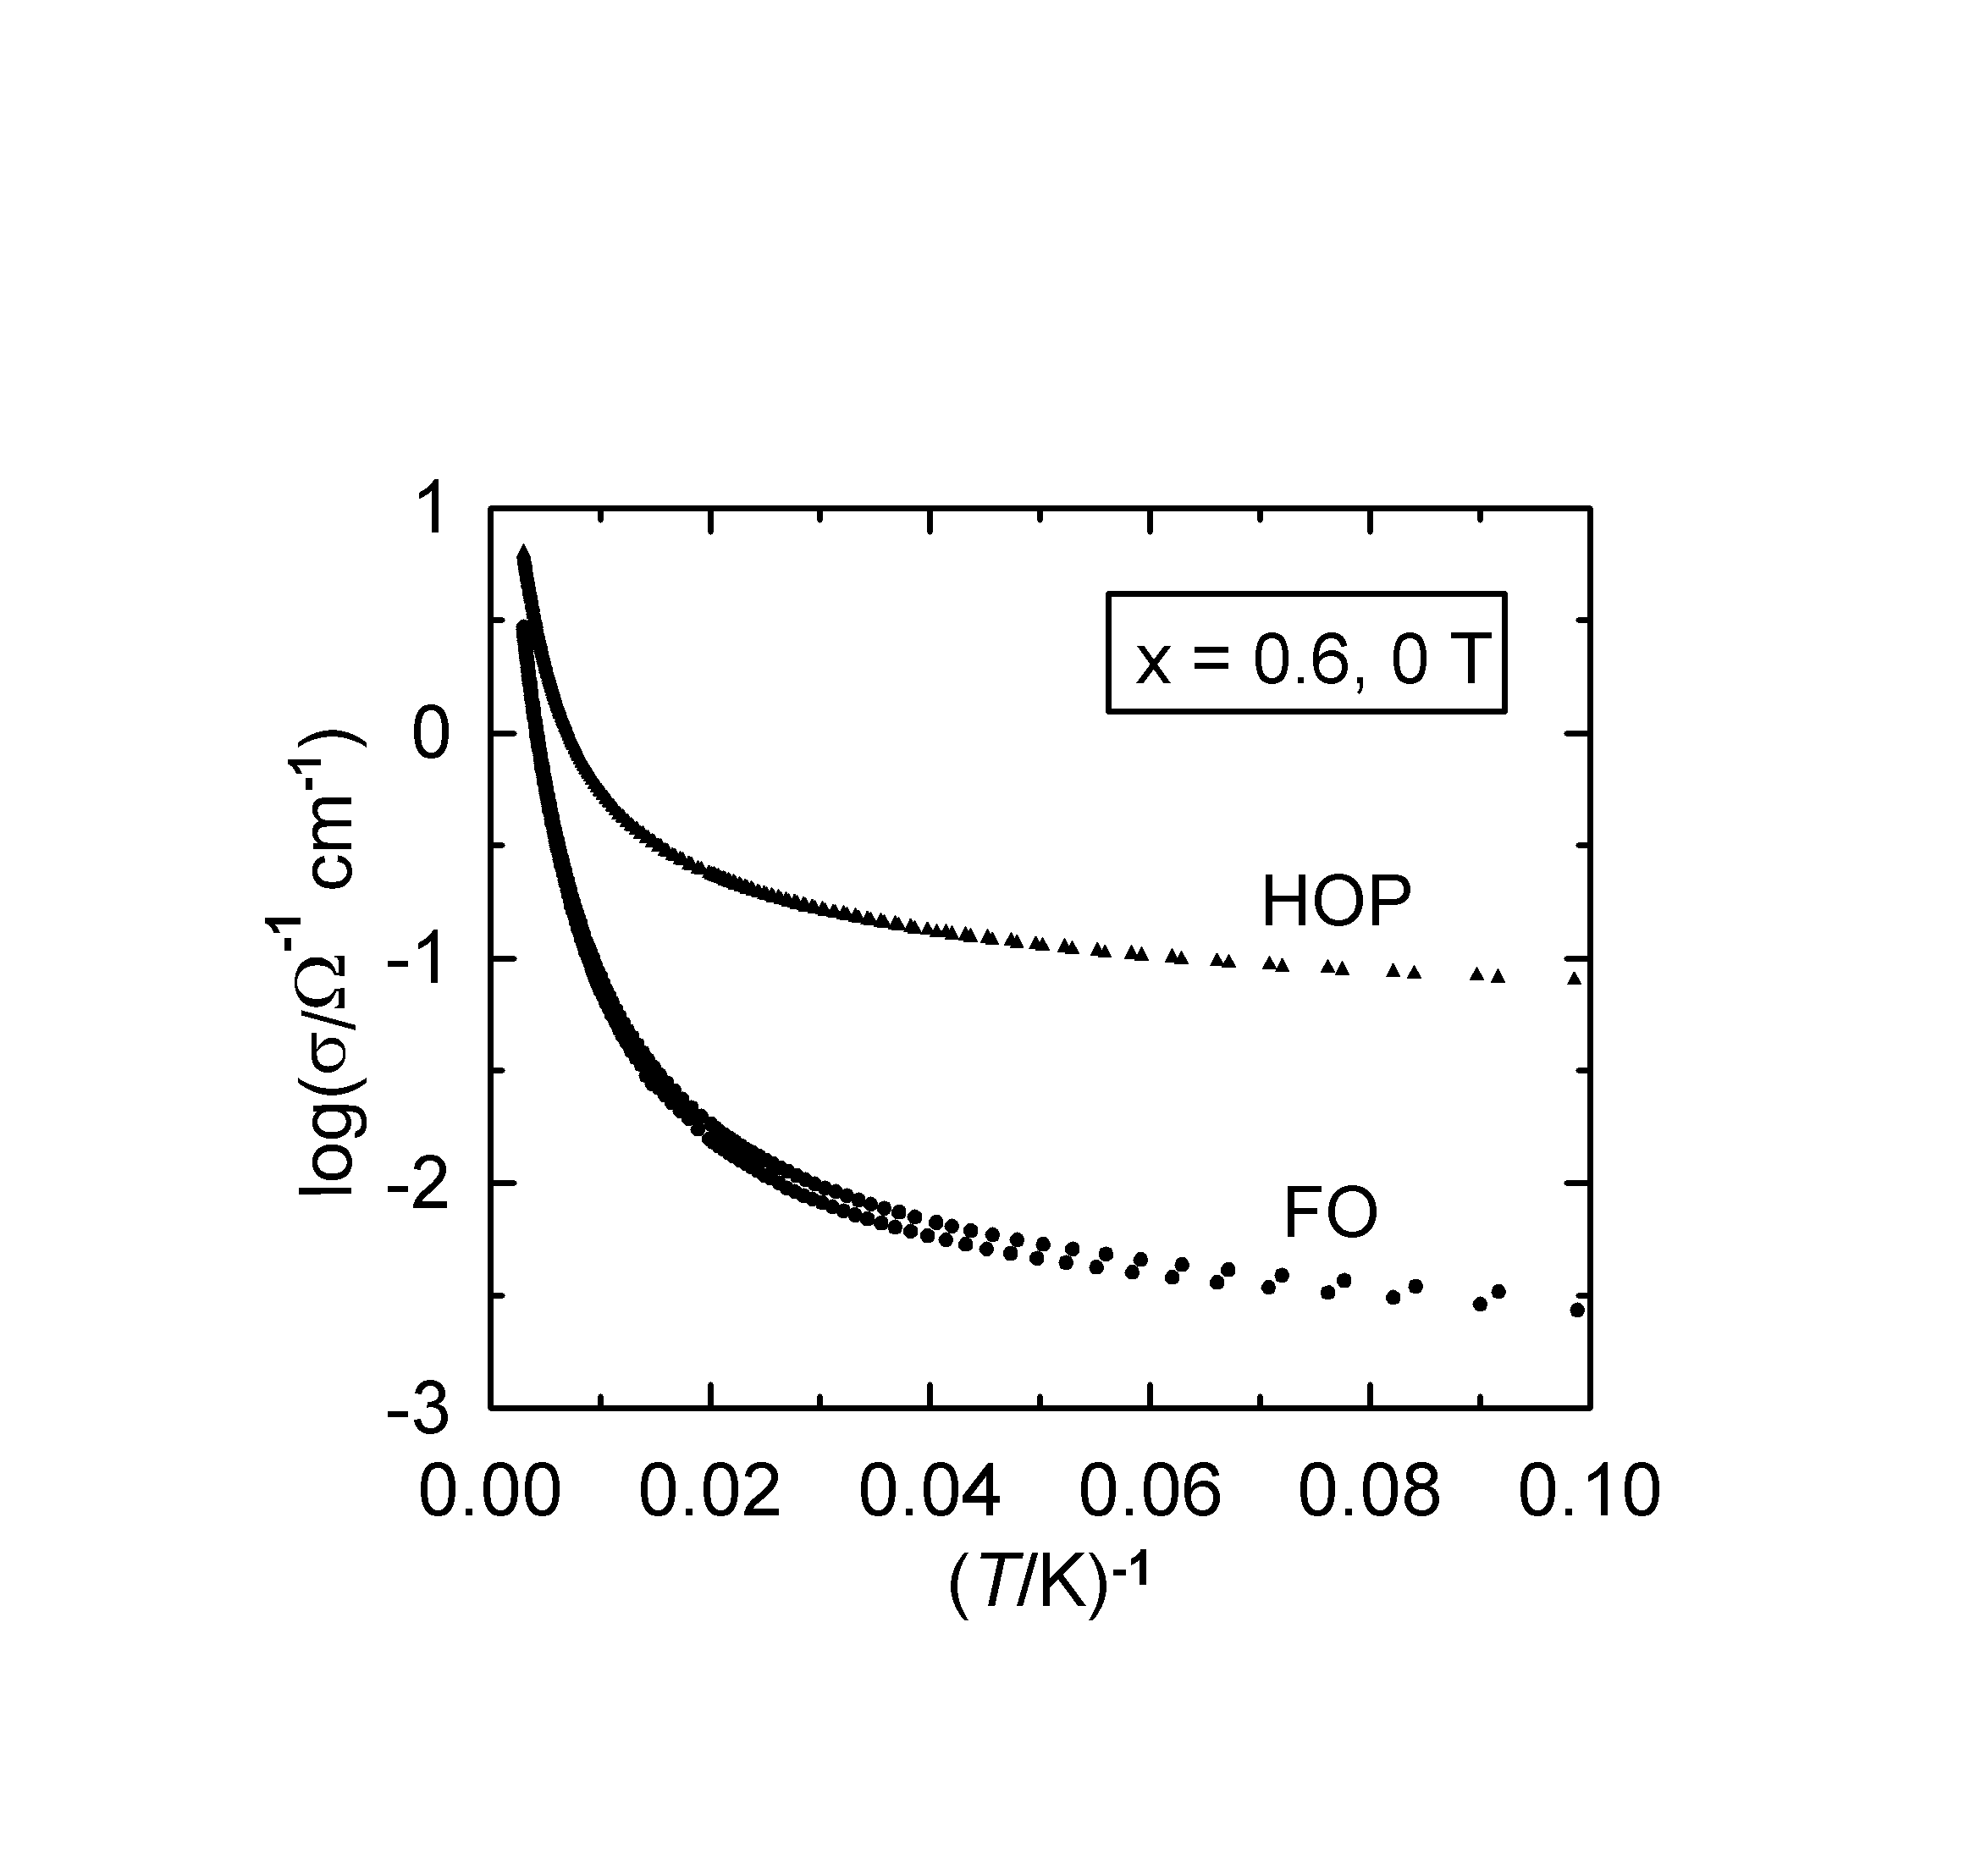 1
0
-1
-2
-3
log(σ/Ω⁻¹ cm⁻¹)
x = 0.6, 0 T
HOP
FO
0.00 0.02 0.04 0.06 0.08 0.10
(T/K)⁻¹